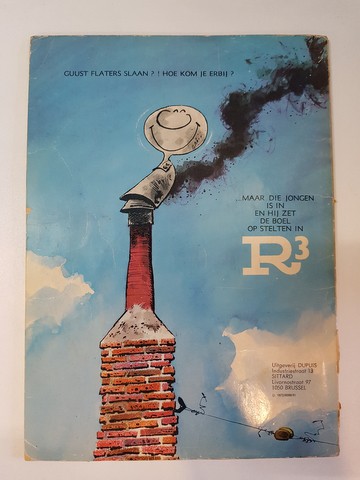 GUUST FLATERS SLAAN ? ! HOE KOM JE ERBIJ ?
...MAAR DIE JONGEN
IS IN
EN HIJ ZET
DE BOEL
OP STELTEN IN
R3
Uitgeverij DUPUIS
Industriestraat 13
SITTARD
Livornostraat 97
1050 BRUSSEL